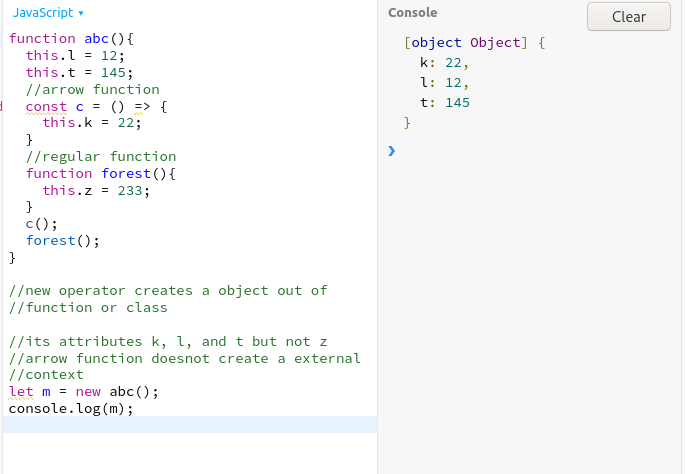 JavaScript
function abc(){
this.l = 12;
this.t = 145;
//arrow function
const c = () => {
this.k = 22;
}
//regular function
function forest(){
this.z = 233;
}
c();
forest();
}
//new operator creates a object out of
//function or class
//its attributes k, l, and t but not z
//arrow function doesnot create a external
//context
let m = new abc();
console.log(m);
Console
Clear
[object Object] {
k: 22,
l: 12,
t: 145
}